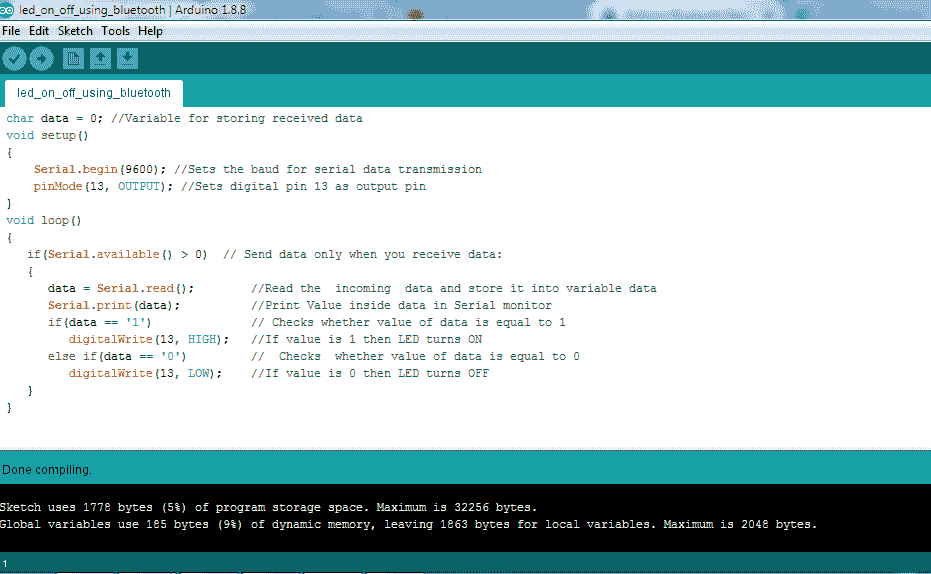 led_on_off_using_bluetooth | Arduino 1.8.8
File Edit Sketch Tools Help
led_on_off_using_bluetooth
char data = 0; //Variable for storing received data
void setup()
{
    Serial.begin(9600); //Sets the baud for serial data transmission
    pinMode(13, OUTPUT); //Sets digital pin 13 as output pin
}
void loop()
{
   if(Serial.available() > 0)  // Send data only when you receive data:
   {
      data = Serial.read();        //Read the  incoming  data and store it into variable data
      Serial.print(data);          //Print Value inside data in Serial monitor
      if(data == '1')              // Checks whether value of data is equal to 1
         digitalWrite(13, HIGH);   //If value is 1 then LED turns ON
      else if(data == '0')         //  Checks  whether value of data is equal to 0
         digitalWrite(13, LOW);    //If value is 0 then LED turns OFF
   }
}
Done compiling.
Sketch uses 1778 bytes (5%) of program storage space. Maximum is 32256 bytes.
Global variables use 185 bytes (9%) of dynamic memory, leaving 1863 bytes for local variables. Maximum is 2048 bytes.
1